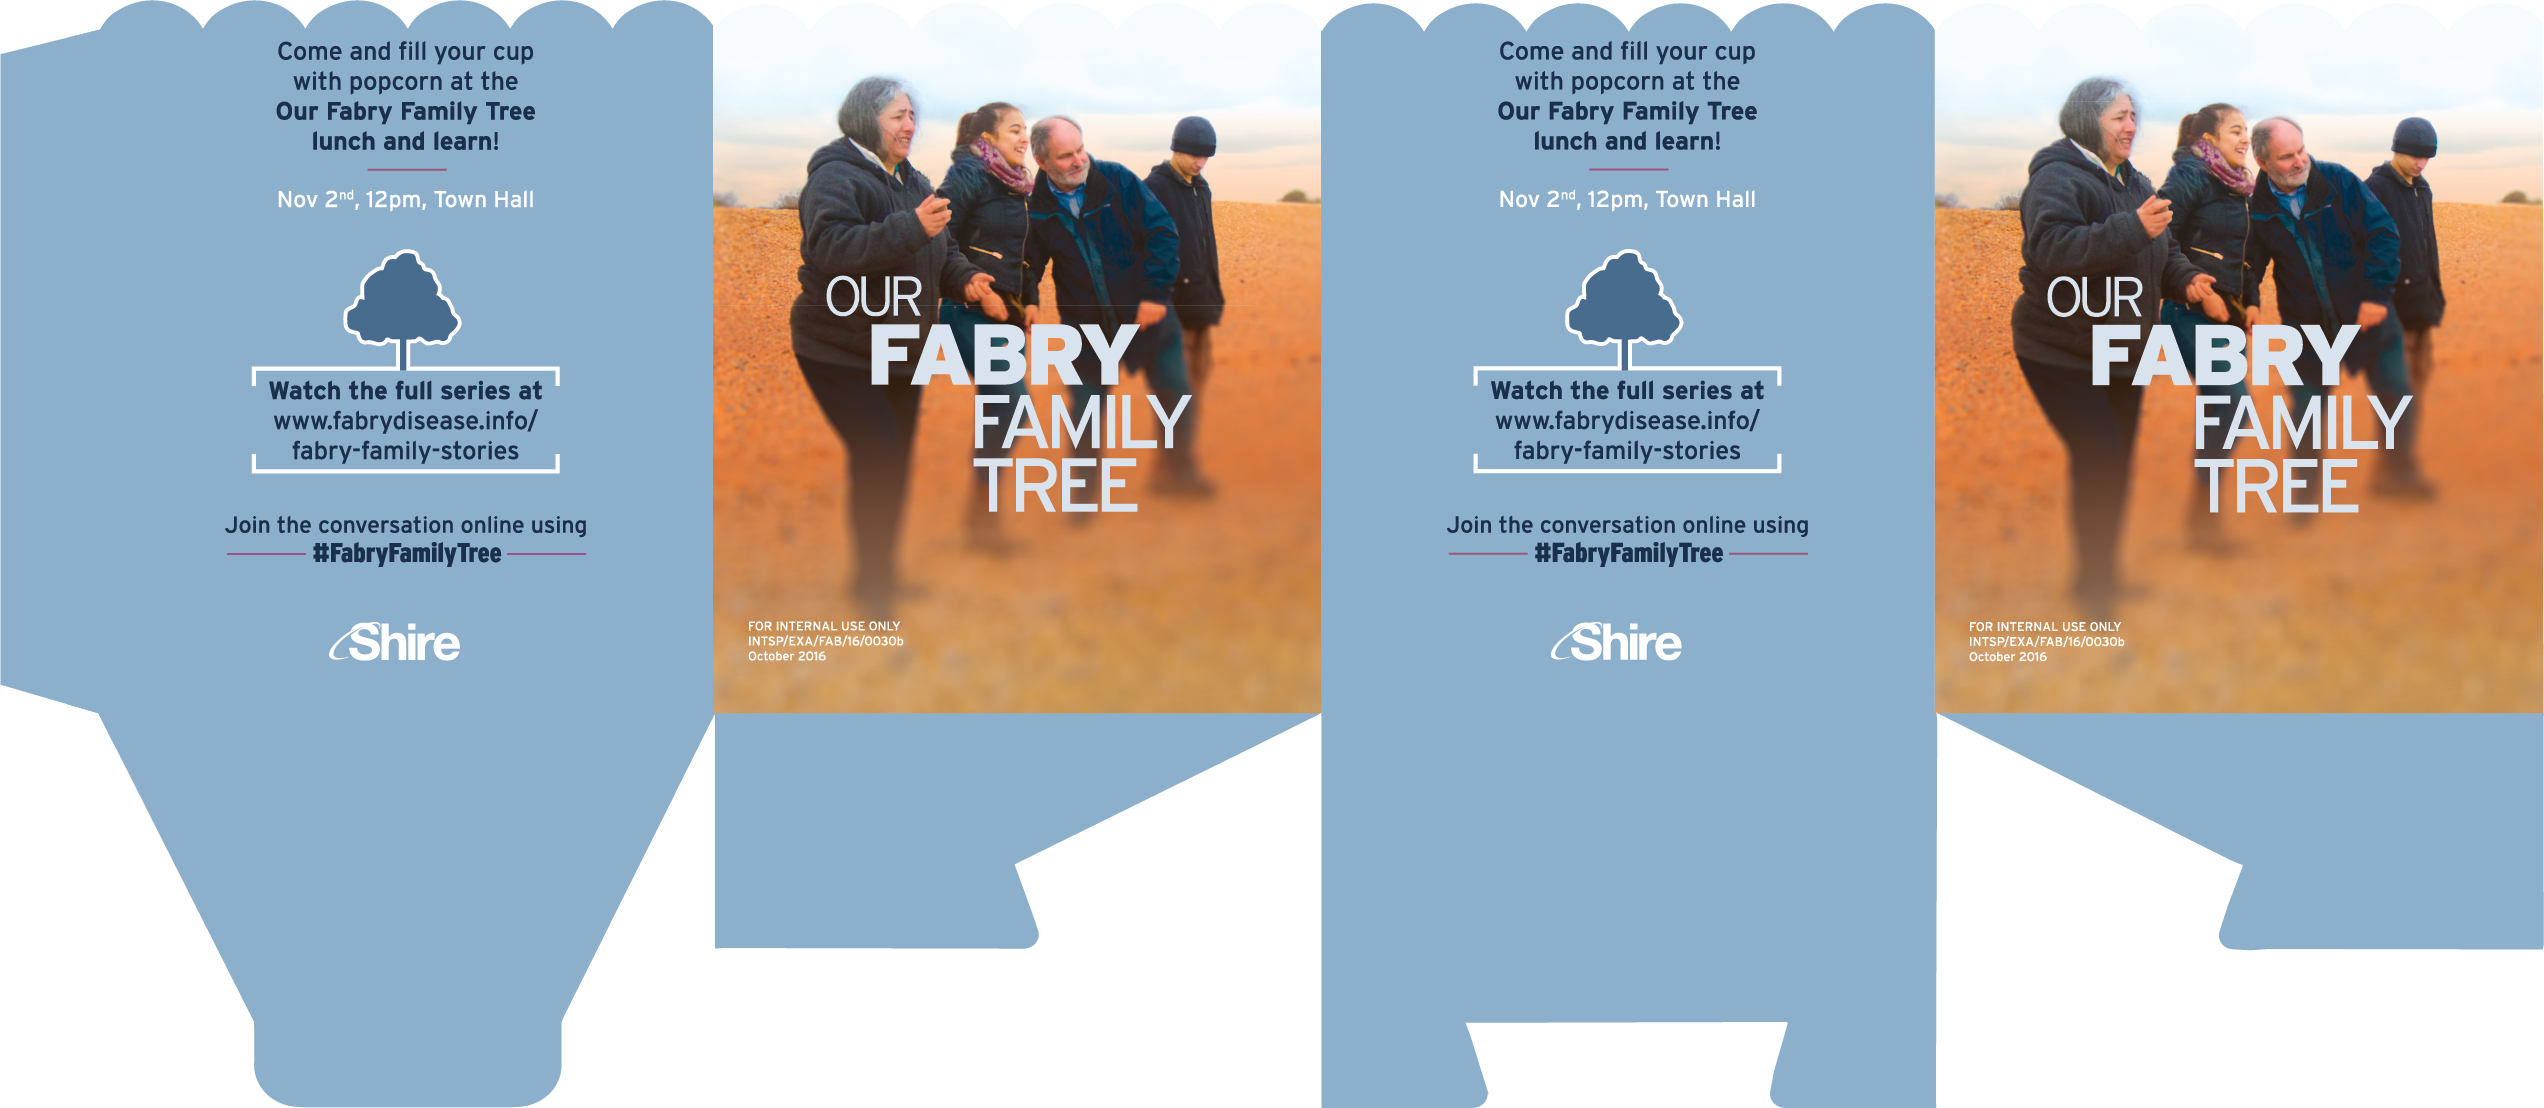 Come and fill your cup
with popcorn at the
Our Fabry Family Tree
lunch and learn!
Nov 2nd, 12pm, Town Hall
Watch the full series at
www.fabrydisease.info/
fabry-family-stories
Join the conversation online using
#FabryFamilyTree
Shire
OUR
FABRY
FAMILY
TREE
FOR INTERNAL USE ONLY
INTSP/EXA/FAB/16/0030b
October 2016
Come and fill your cup
with popcorn at the
Our Fabry Family Tree
lunch and learn!
Nov 2nd, 12pm, Town Hall
Watch the full series at
www.fabrydisease.info/
fabry-family-stories
Join the conversation online using
#FabryFamilyTree
Shire
OUR
FABRY
FAMILY
TREE
FOR INTERNAL USE ONLY
INTSP/EXA/FAB/16/0030b
October 2016